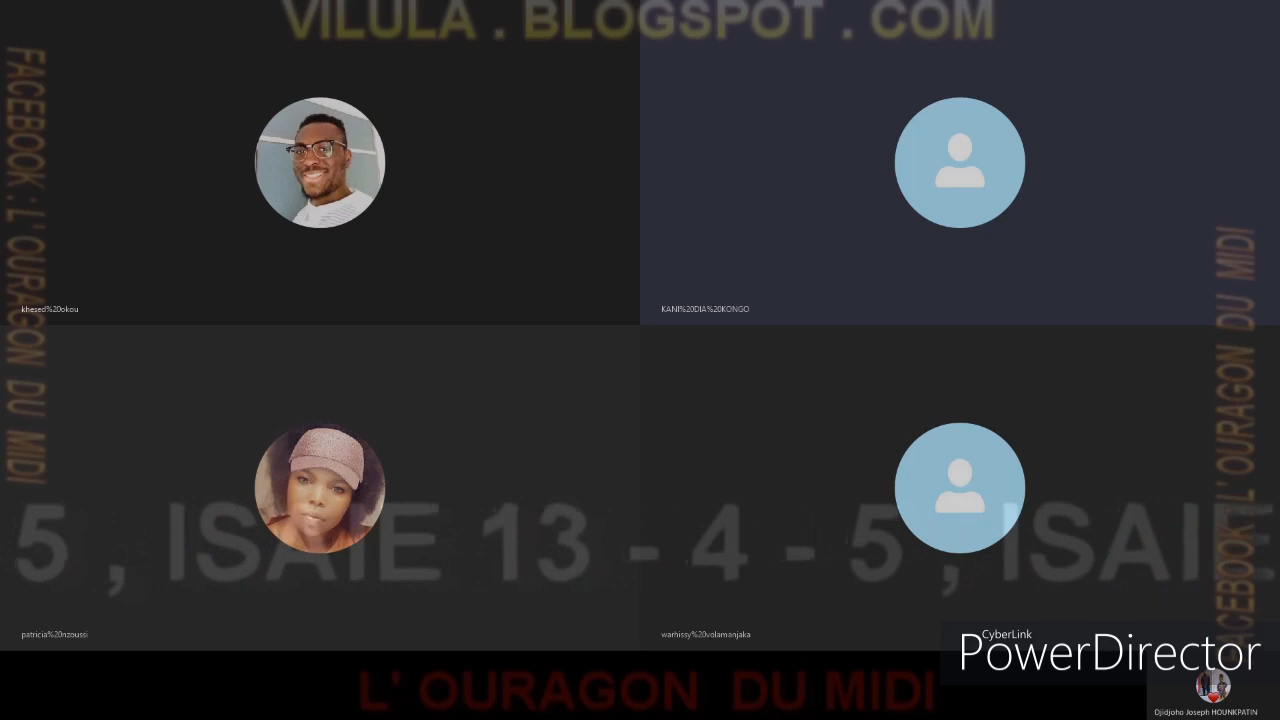 VILULA . BLOGSPOT . COM
FACEBOOK : L' OURAGON DU MIDI
khesed%20okou
KANI%20DIA%20KONGO
FACEBOOK : L' OURAGON DU MIDI
5 , ISAIE 13 - 4 - 5 , ISAIE
patricia%20nzoussi
warhissy%20volamanjaka
CyberLink
PowerDirector
L' OURAGON DU MIDI
Djidjoho Joseph HOUNKPATIN